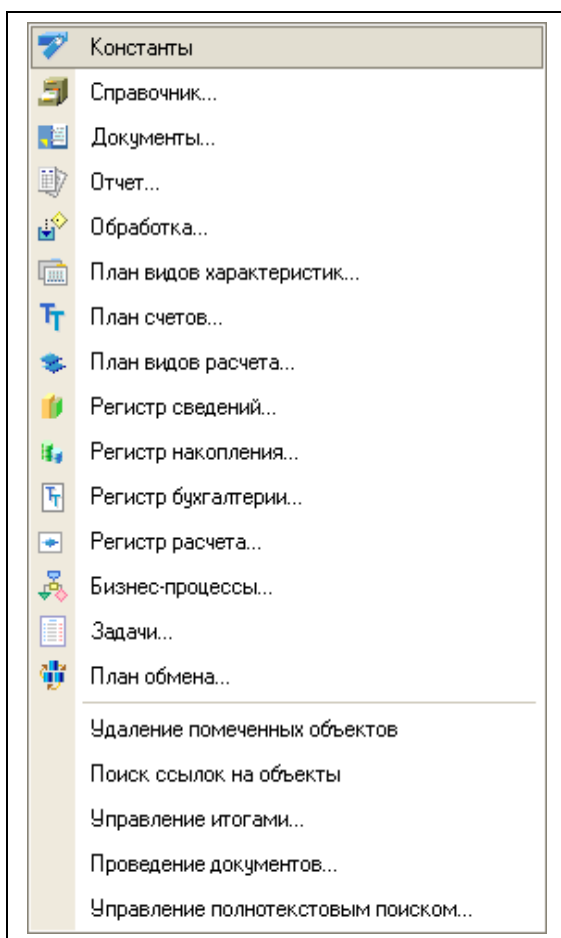 Константы
Справочник...
Документы...
Отчет...
Обработка...
План видов характеристик...
План счетов...
План видов расчета...
Регистр сведений...
Регистр накопления...
Регистр бухгалтерии...
Регистр расчета...
Бизнес-процессы...
Задачи...
План обмена...
Удаление помеченных объектов
Поиск ссылок на объекты
Управление итогами...
Проведение документов...
Управление полнотекстовым поиском...